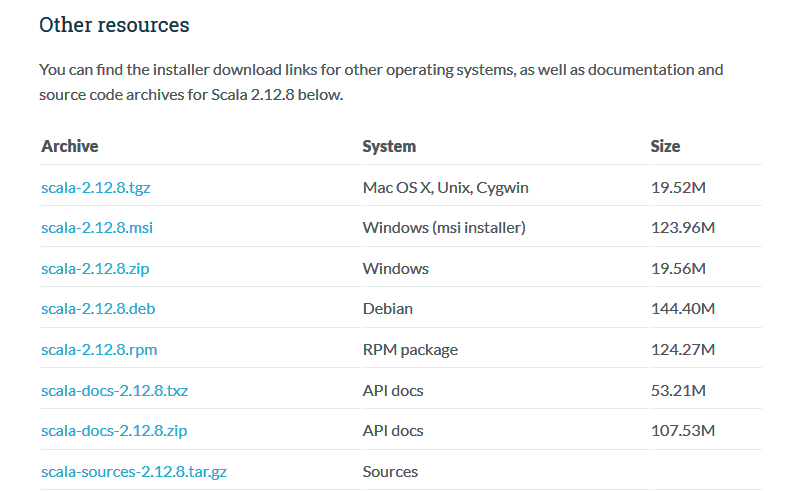 Other resources
You can find the installer download links for other operating systems, as well as documentation and
source code archives for Scala 2.12.8 below.
Archive System Size
scala-2.12.8.tgz Mac OS X, Unix, Cygwin 19.52M
scala-2.12.8.msi Windows (msi installer) 123.96M
scala-2.12.8.zip Windows 19.56M
scala-2.12.8.deb Debian 144.40M
scala-2.12.8.rpm RPM package 124.27M
scala-docs-2.12.8.txz API docs 53.21M
scala-docs-2.12.8.zip API docs 107.53M
scala-sources-2.12.8.tar.gz Sources